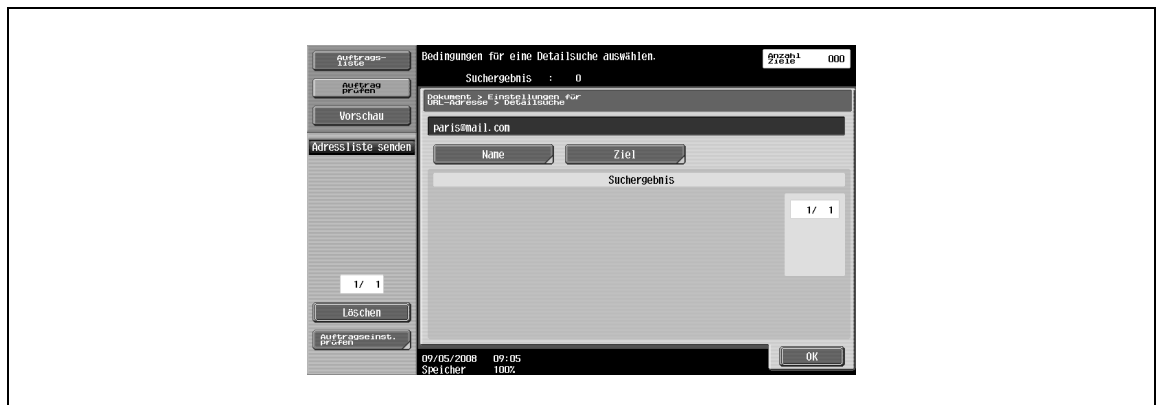 Auftrags-
liste
Auftrag
prüfen
Vorschau
Adressliste senden
1/ 1
Löschen
Auftragseinst.
prüfen
Bedingungen für eine Detailsuche auswählen.
Suchergebnis : 0
Anzahl
Ziele 000
Dokument > Einstellungen für
URL-Adresse > Detailsuche
paris@mail.com
Name
Ziel
Suchergebnis
1/ 1
09/05/2008 09:05
Speicher 100%
OK